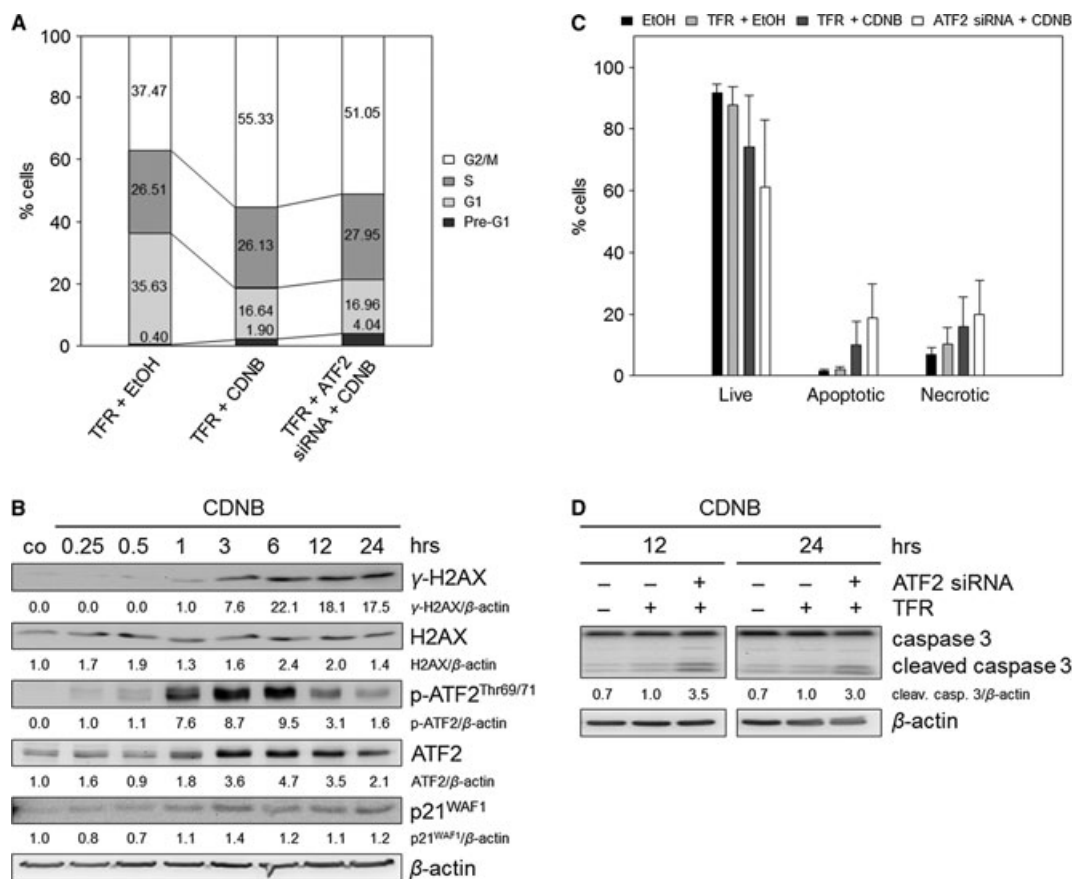 A
100
80
60
40
20
0
% cells
37.47
26.51
35.63
0.40
55.33
26.13
16.64
1.90
51.05
27.95
16.96
4.04
G2/M
S
G1
Pre-G1
TFR + EtOH
TFR + CDNB
TFR + ATF2
siRNA + CDNB
C
EtOH TFR + EtOH TFR + CDNB ATF2 siRNA + CDNB
100
80
60
40
20
0
% cells
Live Apoptotic Necrotic
B
CDNB
co 0.25 0.5 1 3 6 12 24 hrs
γ-H2AX
0.0 0.0 0.0 1.0 7.6 22.1 18.1 17.5 γ-H2AX/β-actin
H2AX
1.0 1.7 1.9 1.3 1.6 2.4 2.0 1.4 H2AX/β-actin
p-ATF2Thr69/71
0.0 1.0 1.1 7.6 8.7 9.5 3.1 1.6 p-ATF2/β-actin
ATF2
1.0 1.6 0.9 1.8 3.6 4.7 3.5 2.1 ATF2/β-actin
p21WAF1
1.0 0.8 0.7 1.1 1.4 1.2 1.1 1.2 p21WAF1/β-actin
β-actin
D
CDNB
12 24 hrs
– – + – – + ATF2 siRNA
– + + – + + TFR
caspase 3
cleaved caspase 3
0.7 1.0 3.5 0.7 1.0 3.0 cleav. casp. 3/β-actin
β-actin